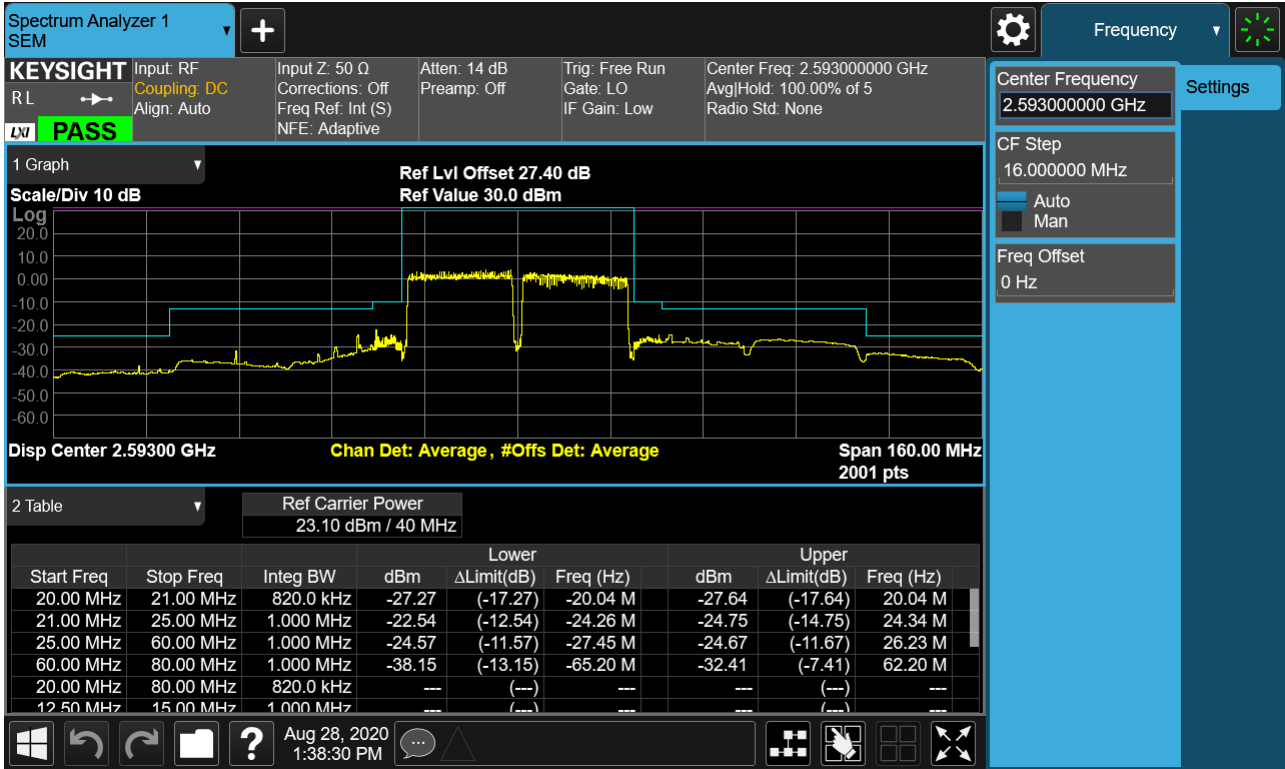 Spectrum Analyzer 1
SEM
Frequency
KEYSIGHT
R L
LXI
PASS
Input: RF
Coupling: DC
Align: Auto
Input Z: 50 Ω
Corrections: Off
Freq Ref: Int (S)
NFE: Adaptive
Atten: 14 dB
Preamp: Off
Trig: Free Run
Gate: LO
IF Gain: Low
Center Freq: 2.593000000 GHz
Avg|Hold: 100.00% of 5
Radio Std: None
Center Frequency
2.593000000 GHz
Settings
CF Step
16.000000 MHz
Auto
Man
Freq Offset
0 Hz
1 Graph
Scale/Div 10 dB
Ref Lvl Offset 27.40 dB
Ref Value 30.0 dBm
Log
20.0
10.0
0.00
-10.0
-20.0
-30.0
-40.0
-50.0
-60.0
Disp Center 2.59300 GHz
Chan Det: Average, #Offs Det: Average
Span 160.00 MHz
2001 pts
2 Table
Ref Carrier Power
23.10 dBm / 40 MHz
Lower Upper
Start Freq Stop Freq Integ BW dBm ΔLimit(dB) Freq (Hz) dBm ΔLimit(dB) Freq (Hz)
20.00 MHz 21.00 MHz 820.0 kHz -27.27 (-17.27) -20.04 M -27.64 (-17.64) 20.04 M
21.00 MHz 25.00 MHz 1.000 MHz -22.54 (-12.54) -24.26 M -24.75 (-14.75) 24.34 M
25.00 MHz 60.00 MHz 1.000 MHz -24.57 (-11.57) -27.45 M -24.67 (-11.67) 26.23 M
60.00 MHz 80.00 MHz 1.000 MHz -38.15 (-13.15) -65.20 M -32.41 (-7.41) 62.20 M
20.00 MHz 80.00 MHz 820.0 kHz --- (---) --- --- (---) ---
12.50 MHz 15.00 MHz 1.000 MHz --- (---) --- --- (---) ---
?
Aug 28, 2020
1:38:30 PM